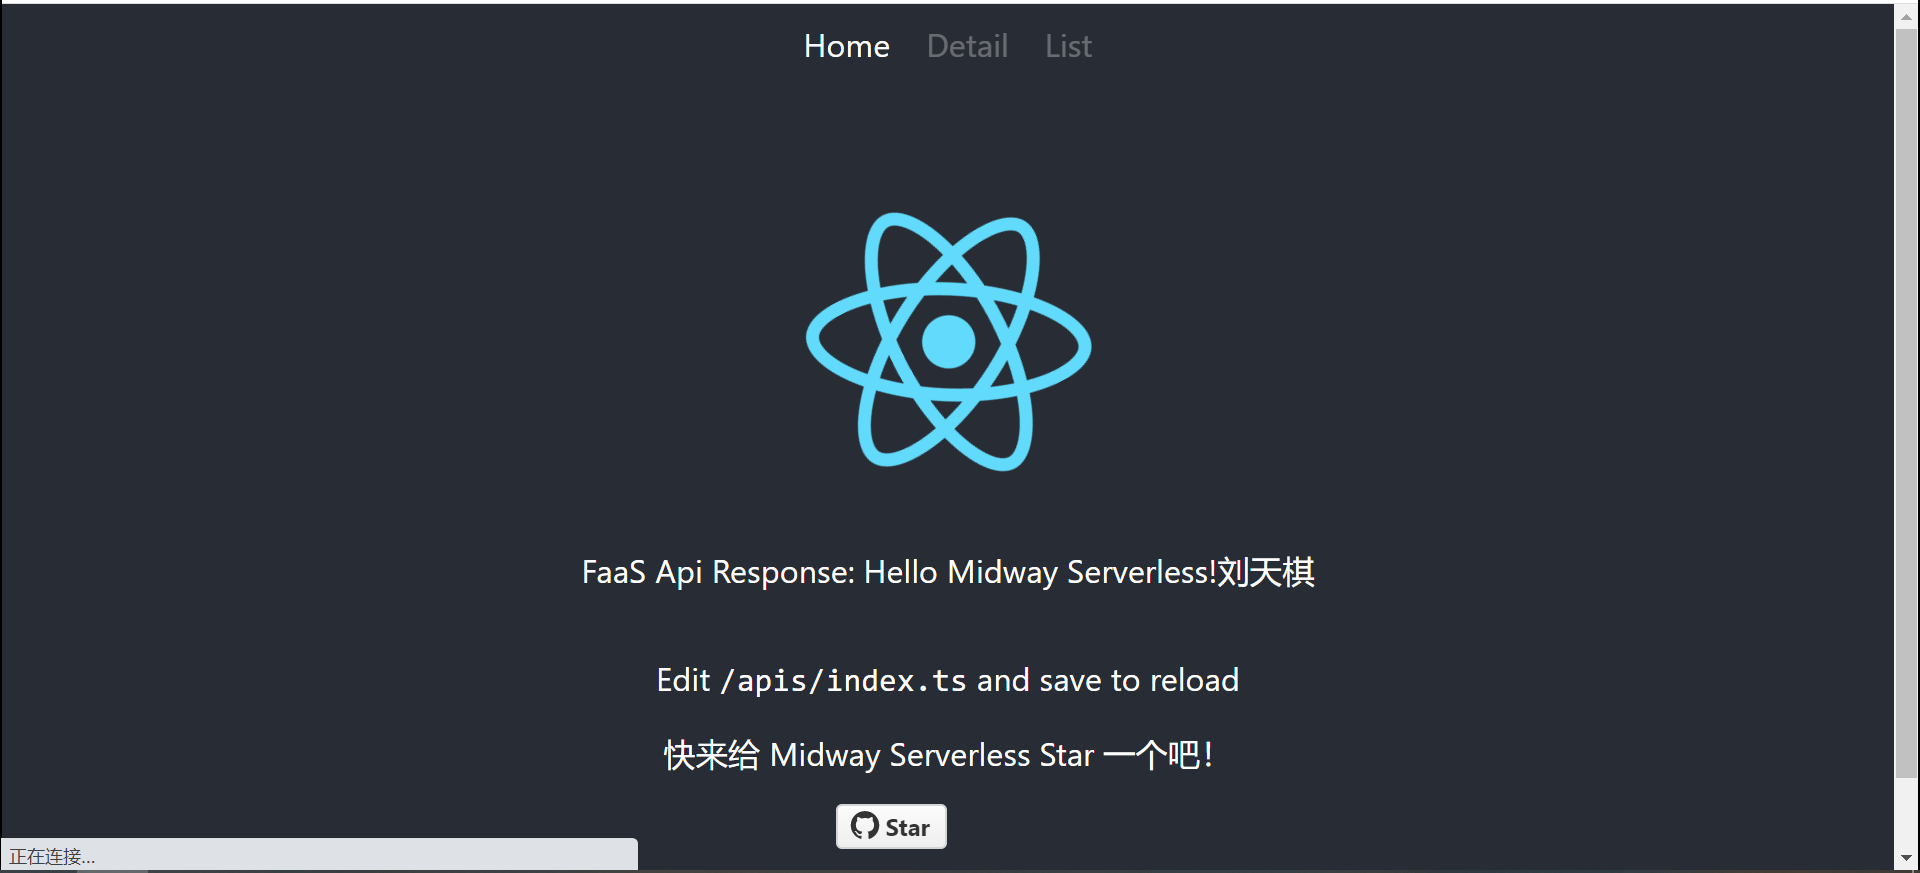 Home Detail List
FaaS Api Response: Hello Midway Serverless!刘天棋
Edit /apis/index.ts and save to reload
快来给 Midway Serverless Star 一个吧！
Star
正在连接...